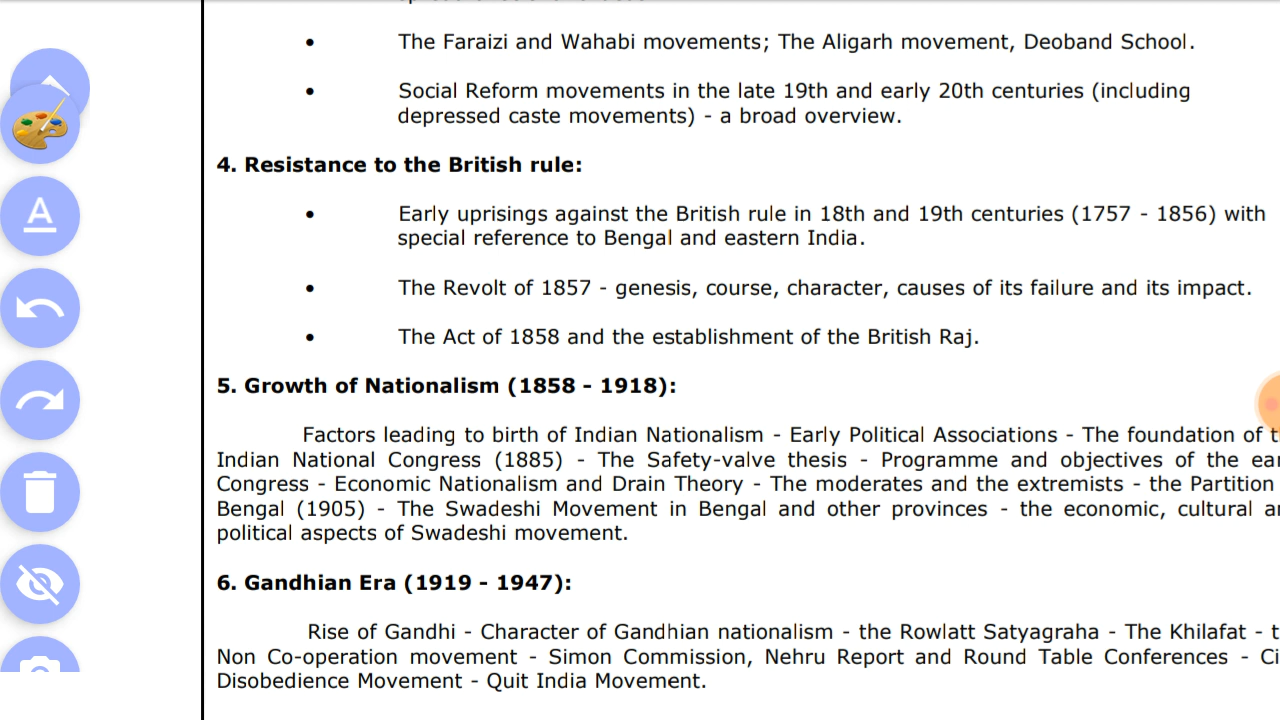 The Faraizi and Wahabi movements; The Aligarh movement, Deoband School.
Social Reform movements in the late 19th and early 20th centuries (including
depressed caste movements) - a broad overview.
4. Resistance to the British rule:
Early uprisings against the British rule in 18th and 19th centuries (1757 - 1856) with
special reference to Bengal and eastern India.
The Revolt of 1857 - genesis, course, character, causes of its failure and its impact.
The Act of 1858 and the establishment of the British Raj.
5. Growth of Nationalism (1858 - 1918):
Factors leading to birth of Indian Nationalism - Early Political Associations - The foundation of
Indian National Congress (1885) - The Safety-valve thesis - Programme and objectives of the
Congress - Economic Nationalism and Drain Theory - The moderates and the extremists - the Partition
Bengal (1905) - The Swadeshi Movement in Bengal and other provinces - the economic, cultural
political aspects of Swadeshi movement.
6. Gandhian Era (1919 - 1947):
Rise of Gandhi - Character of Gandhian nationalism - the Rowlatt Satyagraha - The Khilafat -
Non Co-operation movement - Simon Commission, Nehru Report and Round Table Conferences -
Disobedience Movement - Quit India Movement.